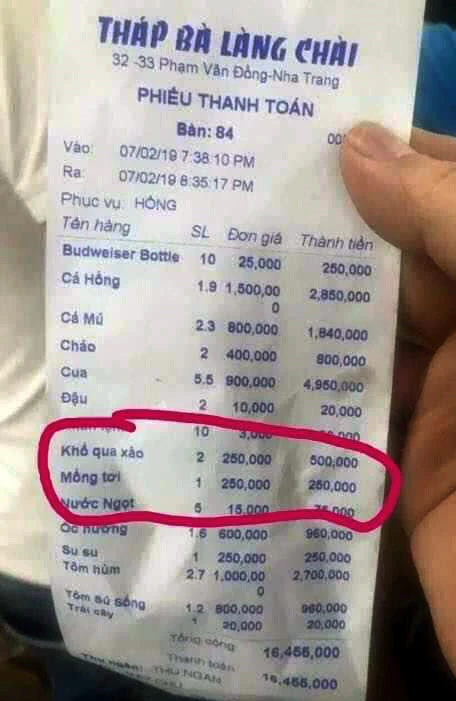 THÁP BÀ LÀNG CHÀI
32 -33 Phạm Văn Đồng-Nha Trang
PHIẾU THANH TOÁN
Bàn: 84
Vào: 07/02/19 7:38:10 PM
Ra: 07/02/19 8:35:17 PM
Phục vụ: HỒNG
Tên hàng SL Đơn giá Thành tiền
Budweiser Bottle 10 25,000 250,000
Cá Hồng 1.9 1,500,00 2,850,000
0
Cá Mú 2.3 800,000 1,840,000
Cháo 2 400,000 800,000
Cua 5.5 900,000 4,950,000
Đậu 2 10,000 20,000
10 3,000
Khổ qua xào 2 250,000 500,000
Mồng tơi 1 250,000 250,000
Nước Ngọt 5 15,000 75,000
Ốc hương 1.6 600,000 960,000
Su su 1 250,000 250,000
Tôm hùm 2.7 1,000,00 2,700,000
0
Tôm sú sống 1.2 800,000 960,000
Trái cây 1 20,000 20,000
Tổng cộng 16,455,000
Thanh toán 16,455,000
Thu ngân: THU NGAN